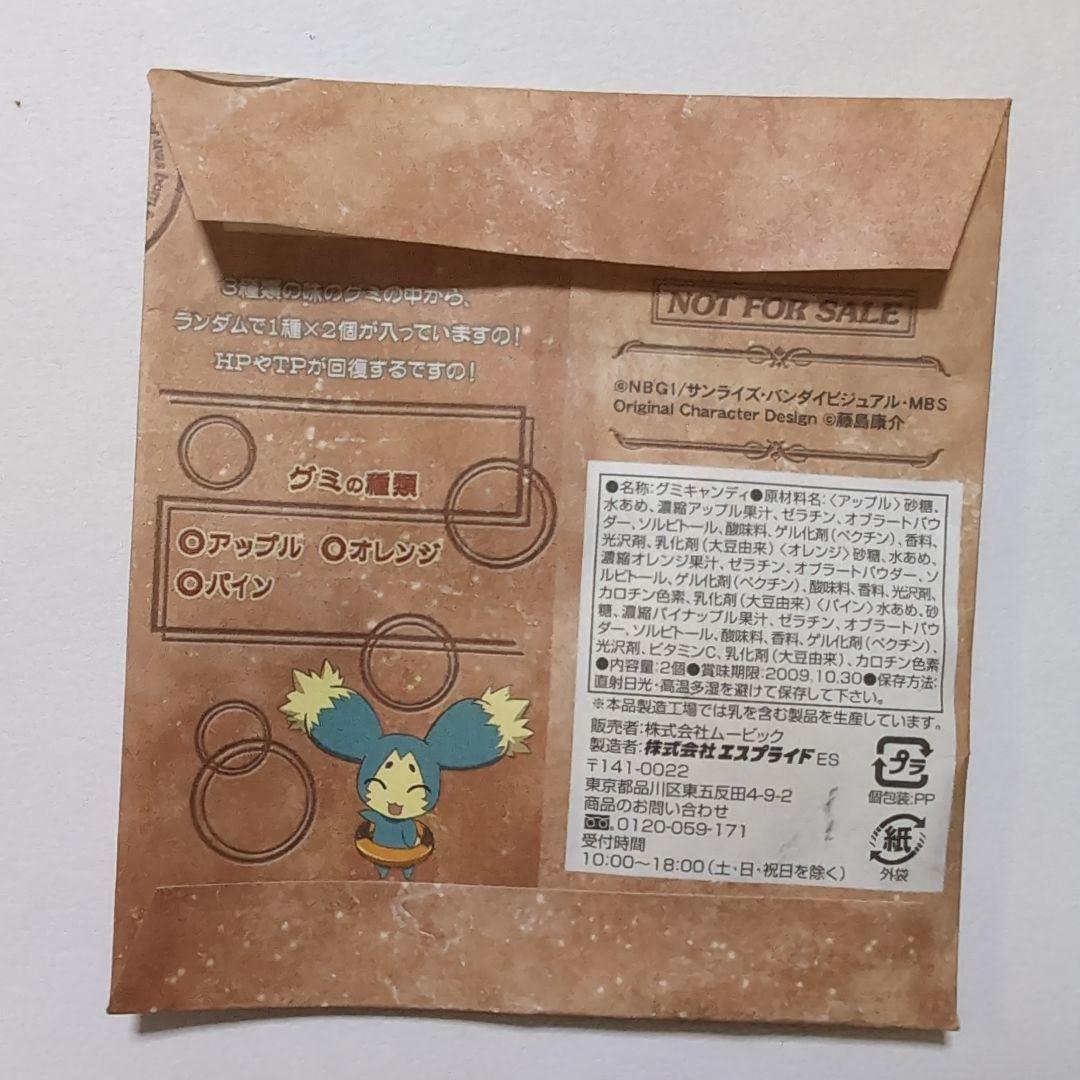 3種類の味のグミの中から、
ランダムで1種×2個が入っていますの!
HPやTPが回復するですの!
グミの種類
◎アップル ◎オレンジ
◎パイン
NOT FOR SALE
©NBGI/サンライズ・バンダイビジュアル・MBS
Original Character Design ©藤島康介
●名称:グミキャンディ●原材料名:〈アップル〉砂糖、
水あめ、濃縮アップル果汁、ゼラチン、オブラートパウ
ダー、ソルビトール、酸味料、ゲル化剤(ペクチン)、香料、
光沢剤、乳化剤(大豆由来)〈オレンジ〉砂糖、水あめ、
濃縮オレンジ果汁、ゼラチン、オブラートパウダー、ソ
ルビトール、ゲル化剤(ペクチン)、酸味料、香料、光沢剤、
カロチン色素、乳化剤(大豆由来)〈パイン〉水あめ、砂
糖、濃縮パイナップル果汁、ゼラチン、オブラートパウ
ダー、ソルビトール、酸味料、香料、ゲル化剤(ペクチン)、
光沢剤、ビタミンC、乳化剤(大豆由来)、カロチン色素
●内容量:2個●賞味期限:2009.10.30●保存方法:
直射日光・高温多湿を避けて保存して下さい。
※本品製造工場では乳を含む製品を生産しています。
販売者:株式会社ムービック
製造者:株式会社エスプライド ES
〒141-0022
東京都品川区東五反田4-9-2
商品のお問い合わせ
0120-059-171
受付時間
10:00〜18:00(土・日・祝日を除く)
プラ
個包装:PP
紙
外袋